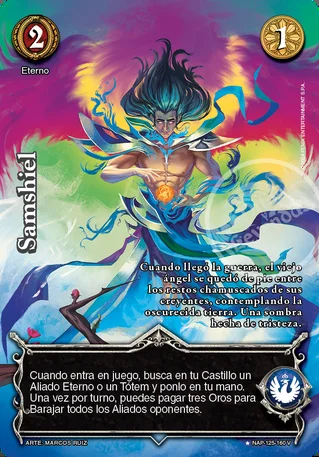 2
1
Eterno
Samshiel
Cuando llegó la guerra, el viejo
ángel se quedó de pie entre
los restos chamuscados de sus
creyentes, contemplando la
oscurecida tierra. Una sombra
hecha de tristeza.
Cuando entra en juego, busca en tu Castillo un
Aliado Eterno o un Tótem y ponlo en tu mano.
Una vez por turno, puedes pagar tres Oros para
Barajar todos los Aliados oponentes.
ARTE: MARCOS RUIZ
NAP-125-160 V